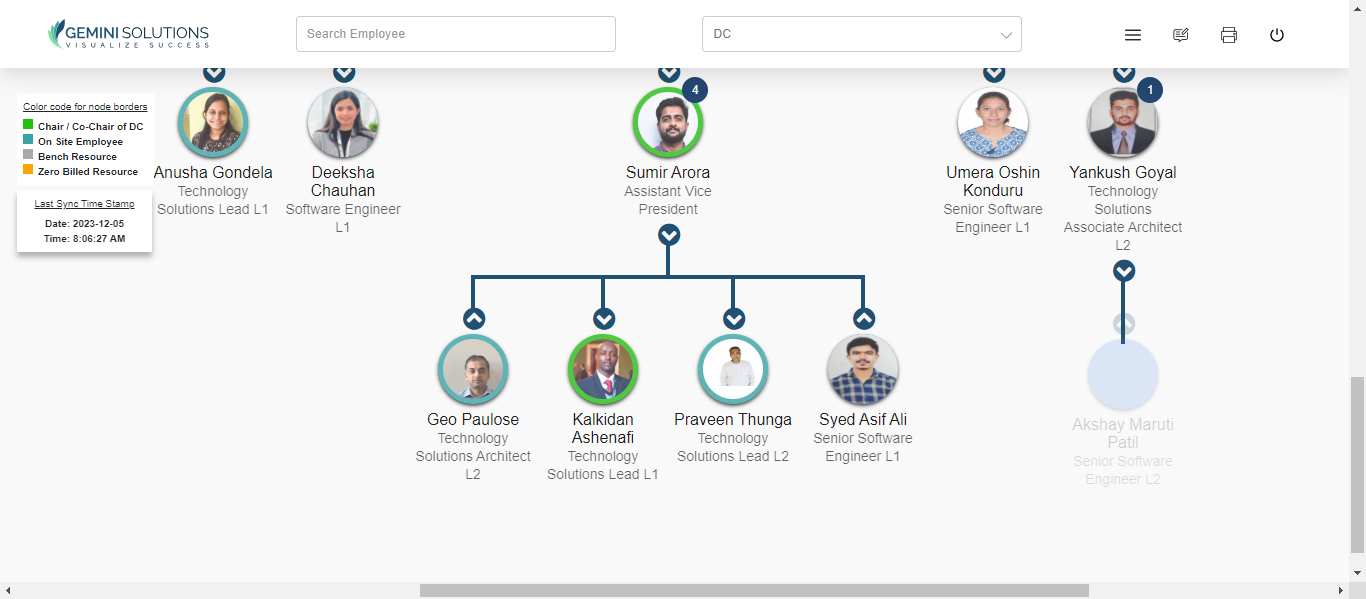 GEMINI SOLUTIONS
VISUALIZE SUCCESS
Search Employee
DC
Color code for node borders
Chair / Co-Chair of DC
On Site Employee
Bench Resource
Zero Billed Resource
Last Sync Time Stamp
Date: 2023-12-05
Time: 8:06:27 AM
Anusha Gondela
Technology
Solutions Lead L1
Deeksha
Chauhan
Software Engineer
L1
4
Sumir Arora
Assistant Vice
President
Umera Oshin
Konduru
Senior Software
Engineer L1
1
Yankush Goyal
Technology
Solutions
Associate Architect
L2
Geo Paulose
Technology
Solutions Architect
L2
Kalkidan
Ashenafi
Technology
Solutions Lead L1
Praveen Thunga
Technology
Solutions Lead L2
Syed Asif Ali
Senior Software
Engineer L1
Akshay Maruti
Patil
Senior Software
Engineer L2